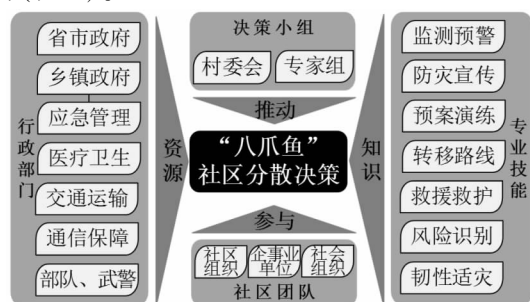 省市政府
乡镇政府
应急管理
医疗卫生
交通运输
通信保障
部队、武警
行政部门
资源
决策小组
村委会
专家组
推动
“八爪鱼”
社区分散决策
参与
社区
组织
企事业
单位
社会
组织
社区团队
知识
监测预警
防灾宣传
预案演练
转移路线
救援救护
风险识别
韧性适灾
专业技能